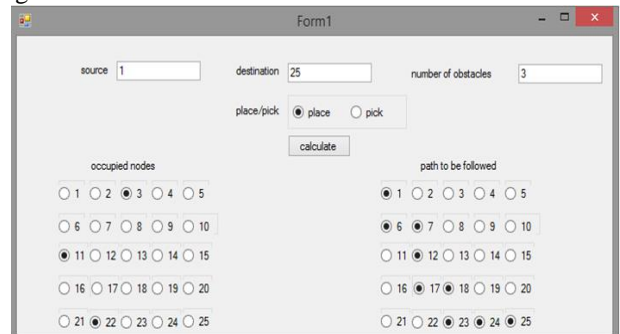 Form1
source 1 destination 25 number of obstacles 3
place/pick place pick
calculate
occupied nodes path to be followed
1 2 3 4 5 1 2 3 4 5
6 7 8 9 10 6 7 8 9 10
11 12 13 14 15 11 12 13 14 15
16 17 18 19 20 16 17 18 19 20
21 22 23 24 25 21 22 23 24 25